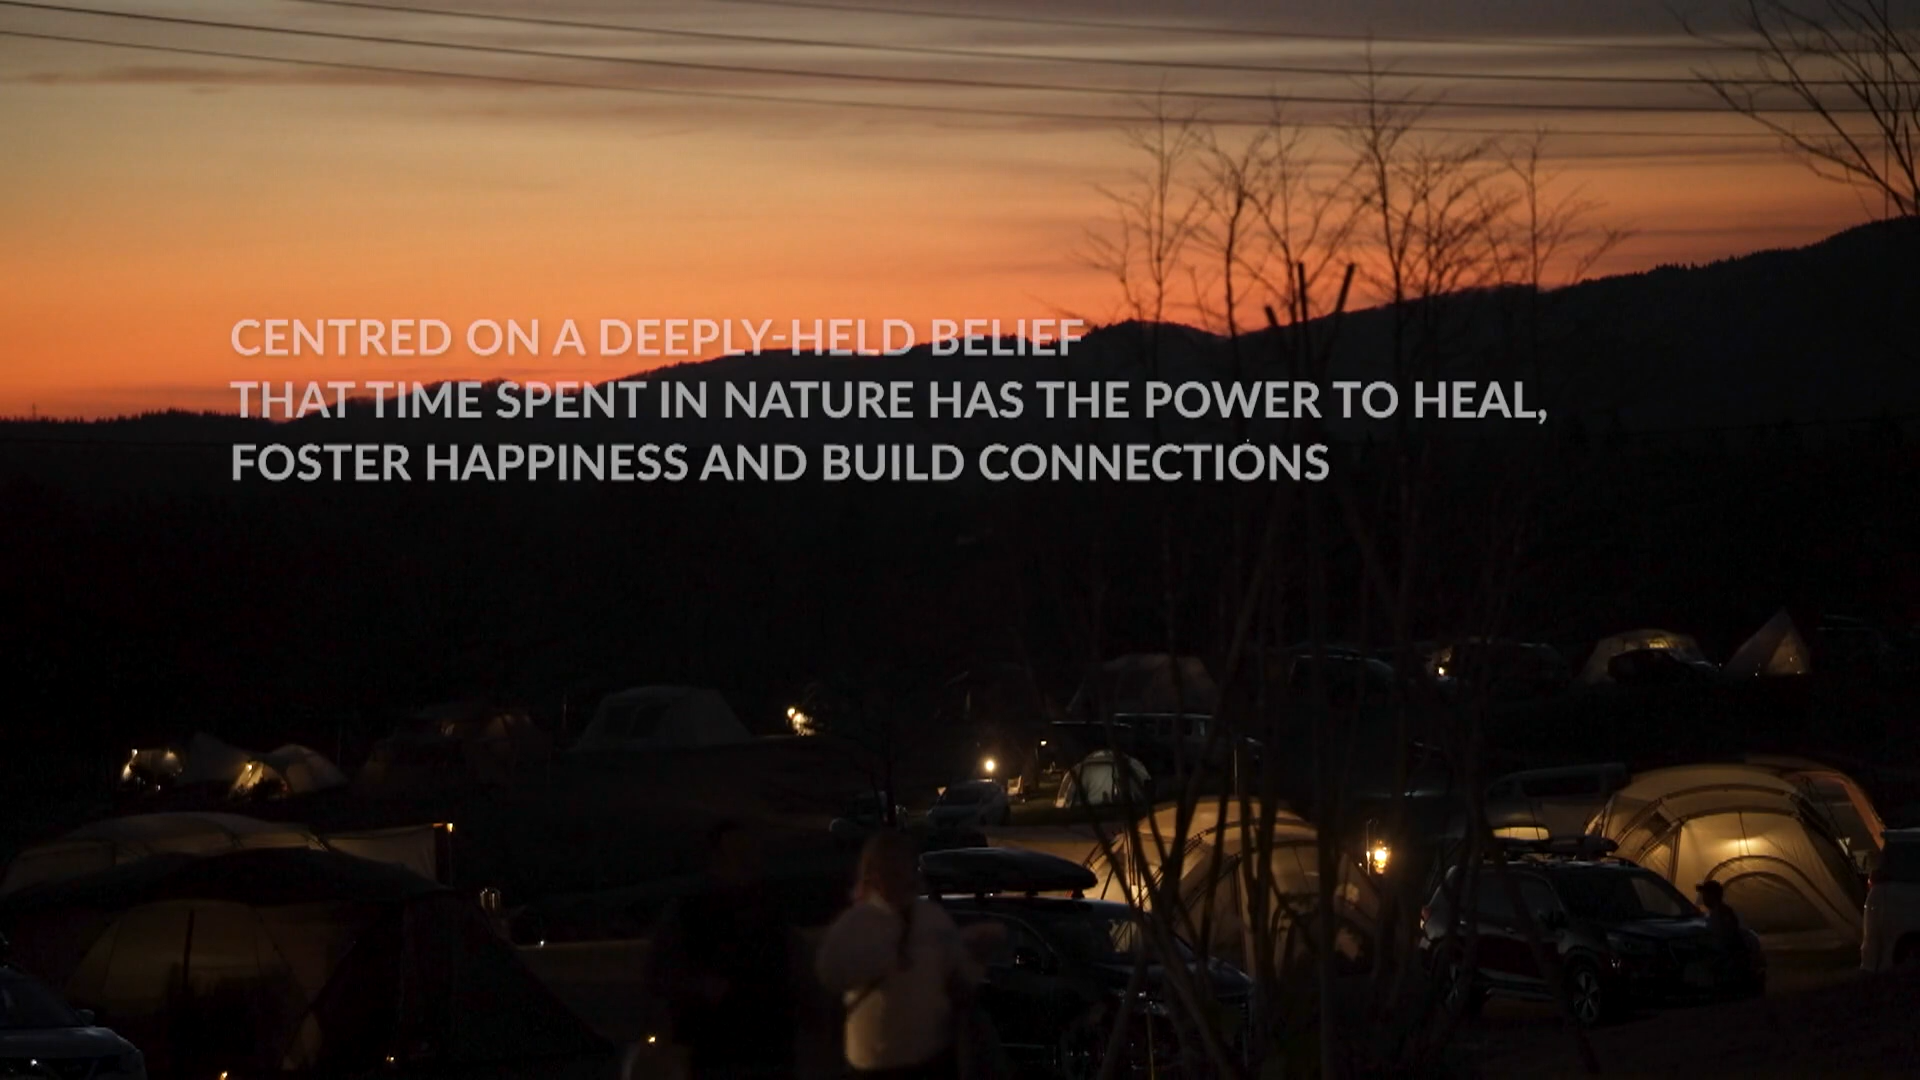 CENTRED ON A DEEPLY-HELD BELIEF
THAT TIME SPENT IN NATURE HAS THE POWER TO HEAL,
FOSTER HAPPINESS AND BUILD CONNECTIONS